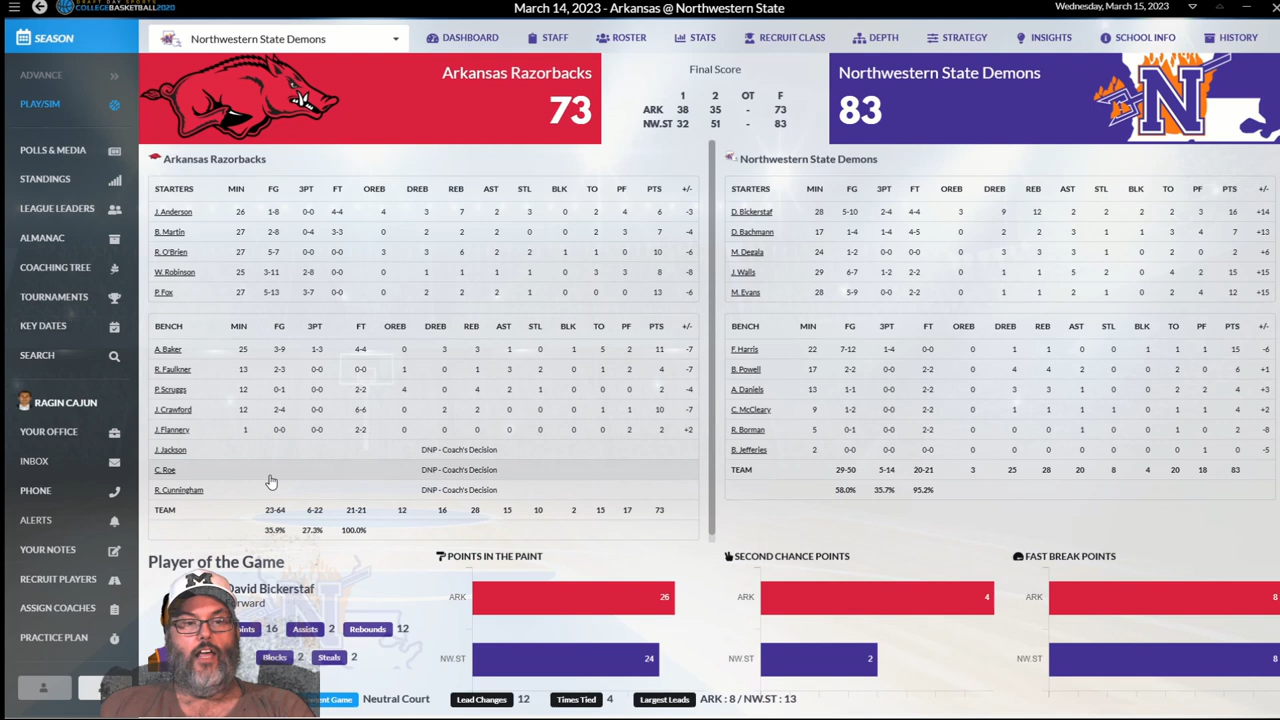 DRAFT DAY SPORTS
COLLEGE BASKETBALL 2020
March 14, 2023 - Arkansas @ Northwestern State
Wednesday, March 15, 2023
SEASON
Northwestern State Demons
DASHBOARD
STAFF
ROSTER
STATS
RECRUIT CLASS
DEPTH
STRATEGY
INSIGHTS
SCHOOL INFO
HISTORY
ADVANCE
PLAY/SIM
POLLS & MEDIA
STANDINGS
LEAGUE LEADERS
ALMANAC
COACHING TREE
TOURNAMENTS
KEY DATES
SEARCH
RAGIN CAJUN
YOUR OFFICE
INBOX
PHONE
ALERTS
YOUR NOTES
RECRUIT PLAYERS
ASSIGN COACHES
PRACTICE PLAN
Arkansas Razorbacks
73
Final Score
1 2 OT F
ARK 38 35 - 73
NW.ST 32 51 - 83
Northwestern State Demons
83
Arkansas Razorbacks
STARTERS MIN FG 3PT FT OREB DREB REB AST STL BLK TO PF PTS +/-
J. Anderson 26 1-8 0-0 4-4 4 3 7 2 3 0 2 4 6 -3
B. Martin 27 2-8 0-4 3-3 0 2 2 2 0 0 2 3 7 -4
R. O'Brien 27 5-7 0-0 0-0 3 3 6 2 2 1 1 0 10 -6
W. Robinson 25 3-11 2-8 0-0 0 1 1 1 1 0 3 3 8 -8
P. Fox 27 5-13 3-7 0-0 0 2 2 2 1 0 0 0 13 -6
BENCH MIN FG 3PT FT OREB DREB REB AST STL BLK TO PF PTS +/-
A. Baker 25 3-9 1-3 4-4 0 3 3 1 0 1 5 2 11 -7
R. Faulkner 13 2-3 0-0 0-0 1 0 1 3 2 0 1 2 4 -7
P. Scruggs 12 0-1 0-0 2-2 4 0 4 2 1 0 0 0 2 -4
J. Crawford 12 2-4 0-0 6-6 0 2 2 0 0 0 1 1 10 -7
J. Flannery 1 0-0 0-0 2-2 0 0 0 0 0 0 0 2 2 +2
J. Jackson DNP - Coach's Decision
C. Roe DNP - Coach's Decision
R. Cunningham DNP - Coach's Decision
TEAM 23-64 6-22 21-21 12 16 28 15 10 2 15 17 73
35.9% 27.3% 100.0%
Northwestern State Demons
STARTERS MIN FG 3PT FT OREB DREB REB AST STL BLK TO PF PTS +/-
D. Bickerstaf 28 5-10 2-4 4-4 3 9 12 2 2 2 2 3 16 +14
D. Bachmann 17 1-4 1-4 4-5 0 2 2 3 1 1 3 4 7 +13
M. Degala 24 1-2 0-0 0-0 0 3 3 3 1 0 4 2 2 +6
J. Walls 29 6-7 1-2 2-2 0 1 1 5 2 0 4 2 15 +15
M. Evans 28 5-9 0-0 2-2 0 1 1 2 1 0 2 4 12 +15
BENCH MIN FG 3PT FT OREB DREB REB AST STL BLK TO PF PTS +/-
F. Harris 22 7-12 1-4 0-0 0 1 1 0 0 1 1 1 15 -6
B. Powell 17 2-2 0-0 2-2 0 4 4 2 0 0 2 0 6 +1
A. Daniels 13 1-1 0-0 2-2 0 3 3 1 0 0 2 2 4 +3
C. McCleary 9 1-2 0-0 2-2 0 1 1 1 1 0 1 1 4 +2
R. Borman 5 0-1 0-0 2-2 0 0 0 1 0 0 1 0 2 -8
B. Jefferies 2 0-0 0-0 0-0 0 0 0 0 0 0 0 0 0 -5
TEAM 29-50 5-14 20-21 3 25 28 20 8 4 20 18 83
58.0% 35.7% 95.2%
Player of the Game
David Bickerstaf
Forward
16 Assists 2 Rebounds 12
Blocks 2 Steals 2
POINTS IN THE PAINT
ARK 26
NW.ST 24
SECOND CHANCE POINTS
ARK 4
NW.ST 2
FAST BREAK POINTS
ARK 8
NW.ST 8
Game Neutral Court Lead Changes 12 Times Tied 4 Largest Leads ARK : 8 / NW.ST : 13